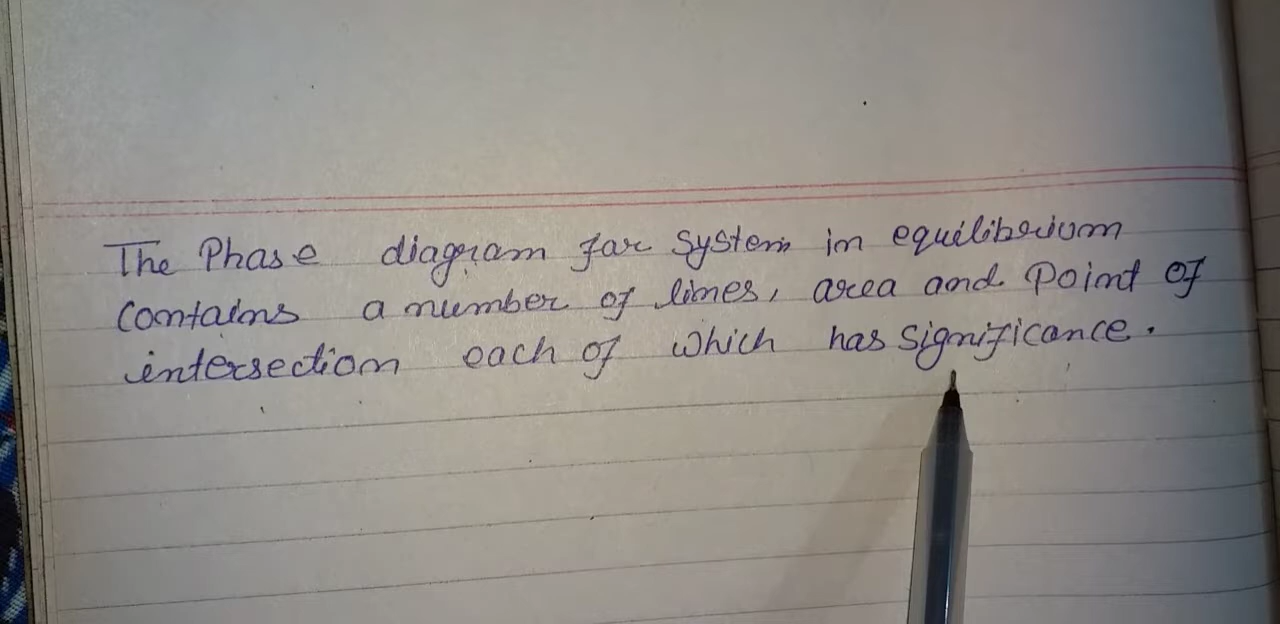 The Phase diagram for system in equilibrium
contains a number of lines, area and Point of
intersection each of which has significance.